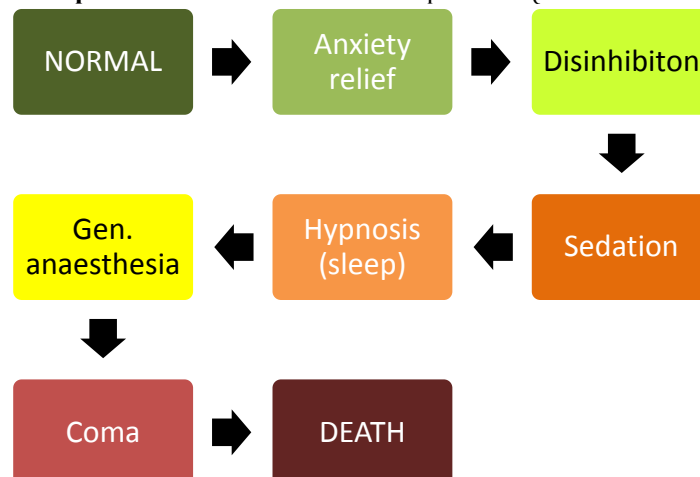 NORMAL
Anxiety
relief
Disinhibiton
Sedation
Hypnosis
(sleep)
Gen.
anaesthesia
Coma
DEATH